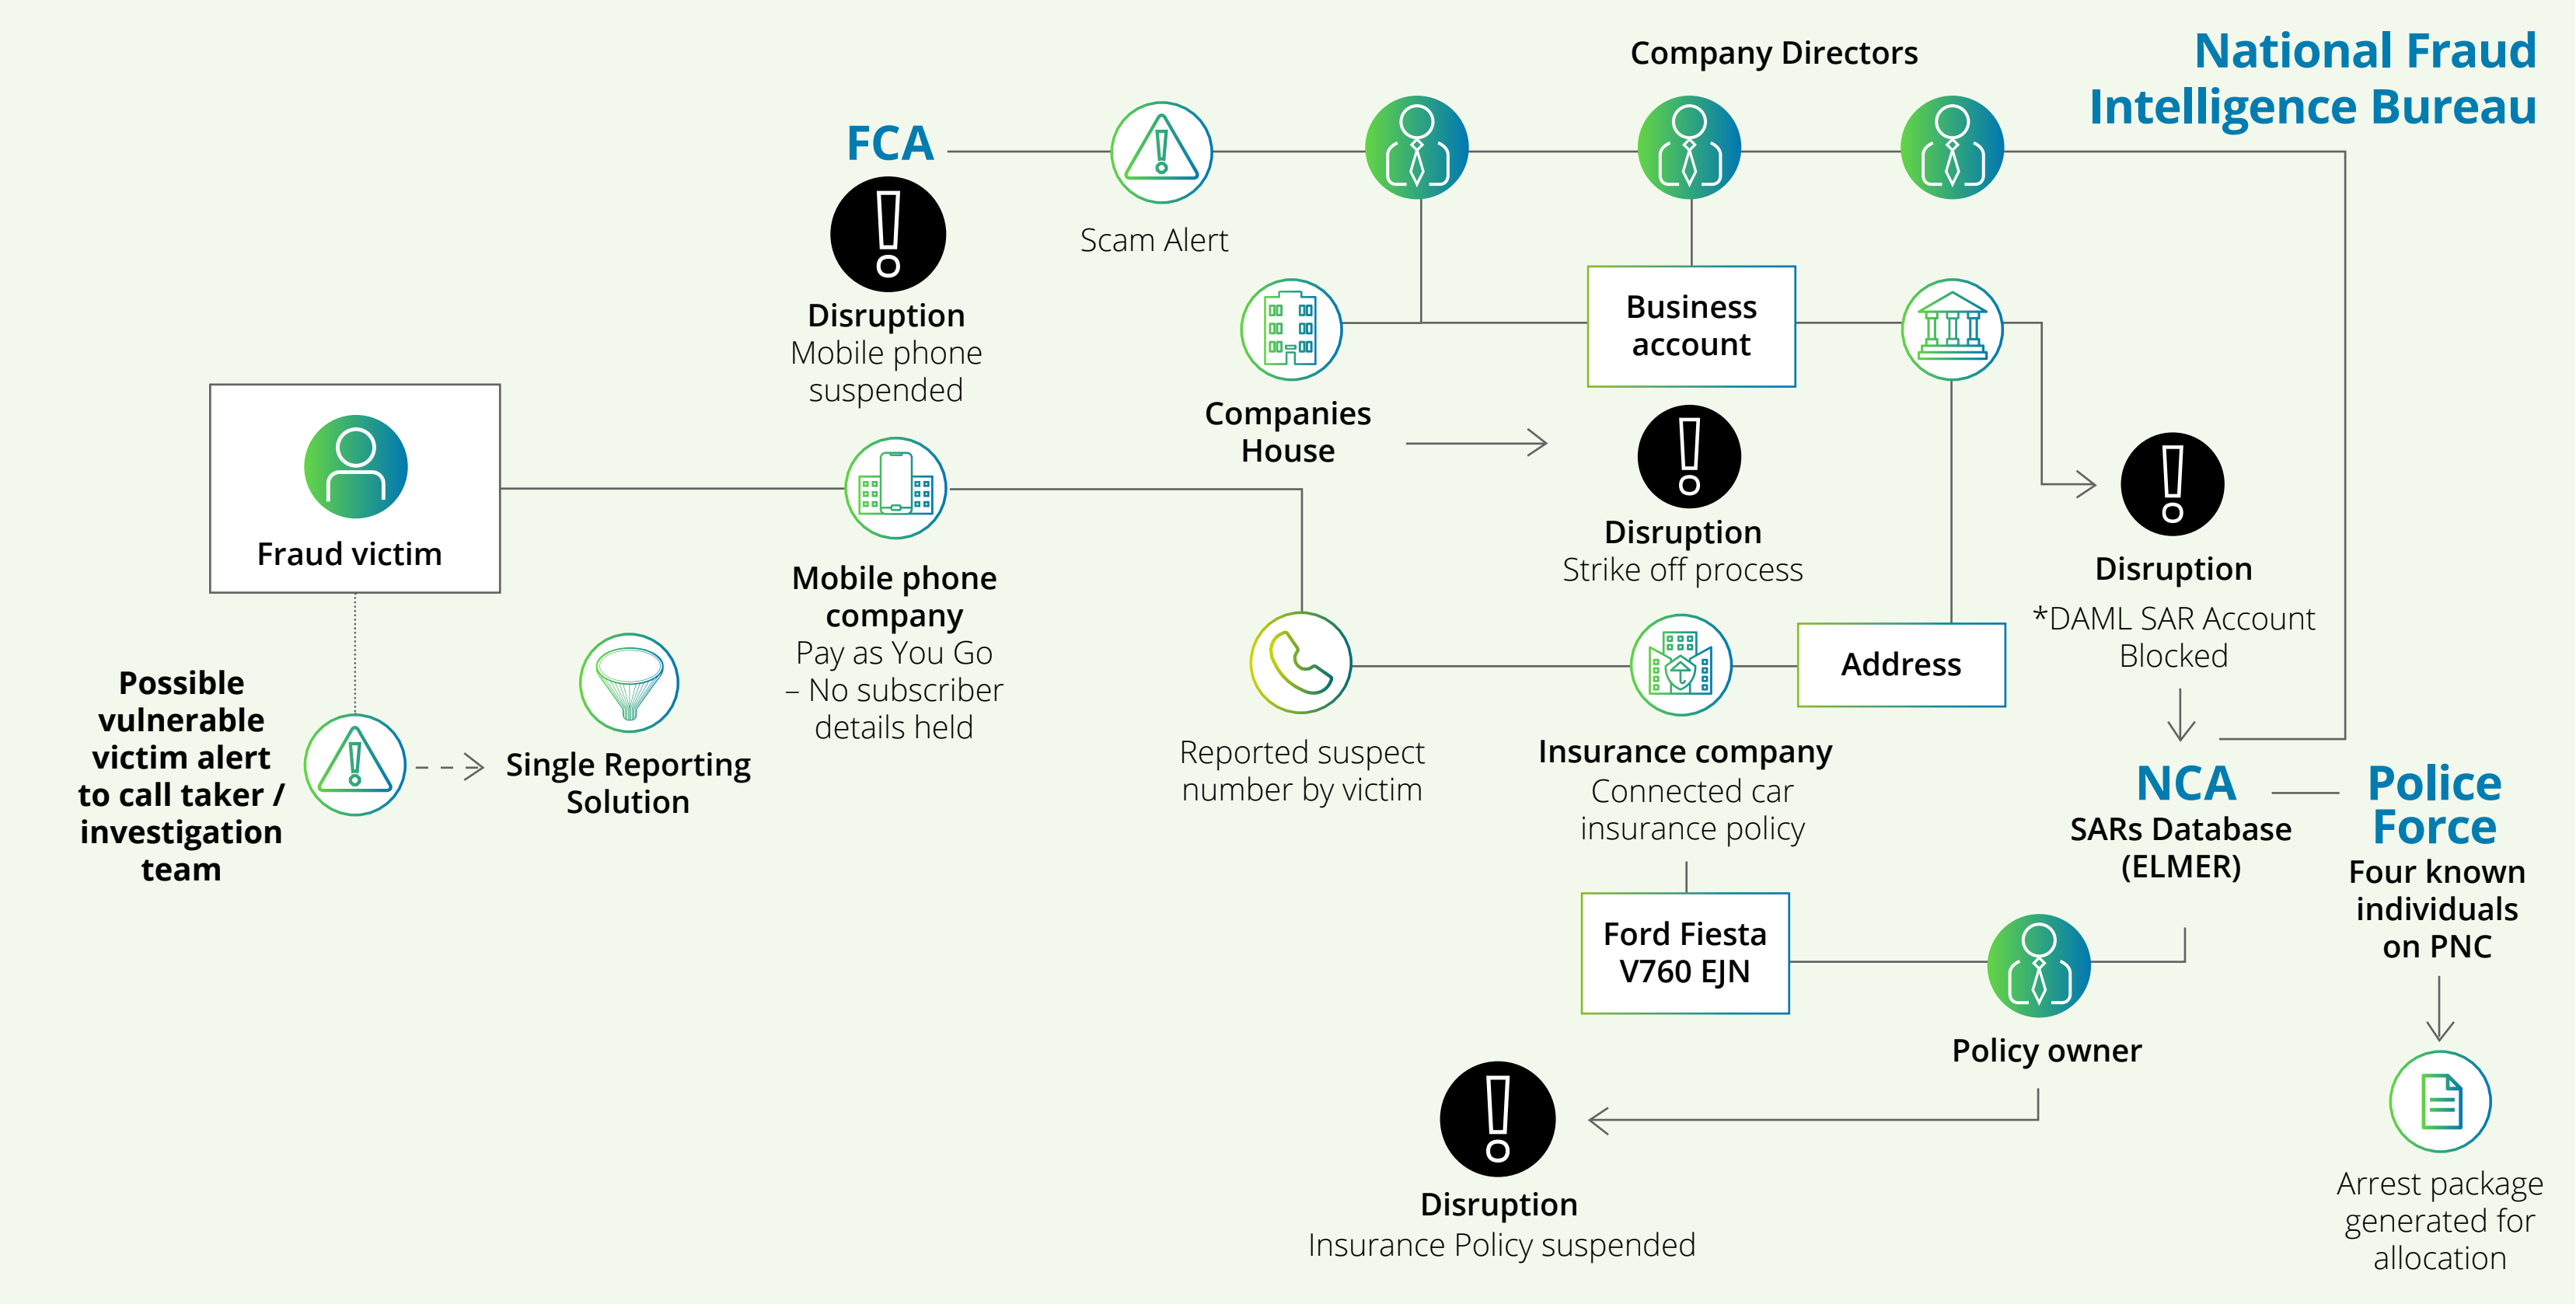 National Fraud
Intelligence Bureau
Company Directors
FCA
Scam Alert
Disruption
Mobile phone
suspended
Business
account
Companies
House
Disruption
Strike off process
Disruption
*DAML SAR Account
Blocked
Fraud victim
Mobile phone
company
Pay as You Go
– No subscriber
details held
Possible
vulnerable
victim alert
to call taker /
investigation
team
Single Reporting
Solution
Reported suspect
number by victim
Insurance company
Connected car
insurance policy
Address
NCA
SARs Database
(ELMER)
Police
Force
Four known
individuals
on PNC
Ford Fiesta
V760 EJN
Policy owner
Disruption
Insurance Policy suspended
Arrest package
generated for
allocation